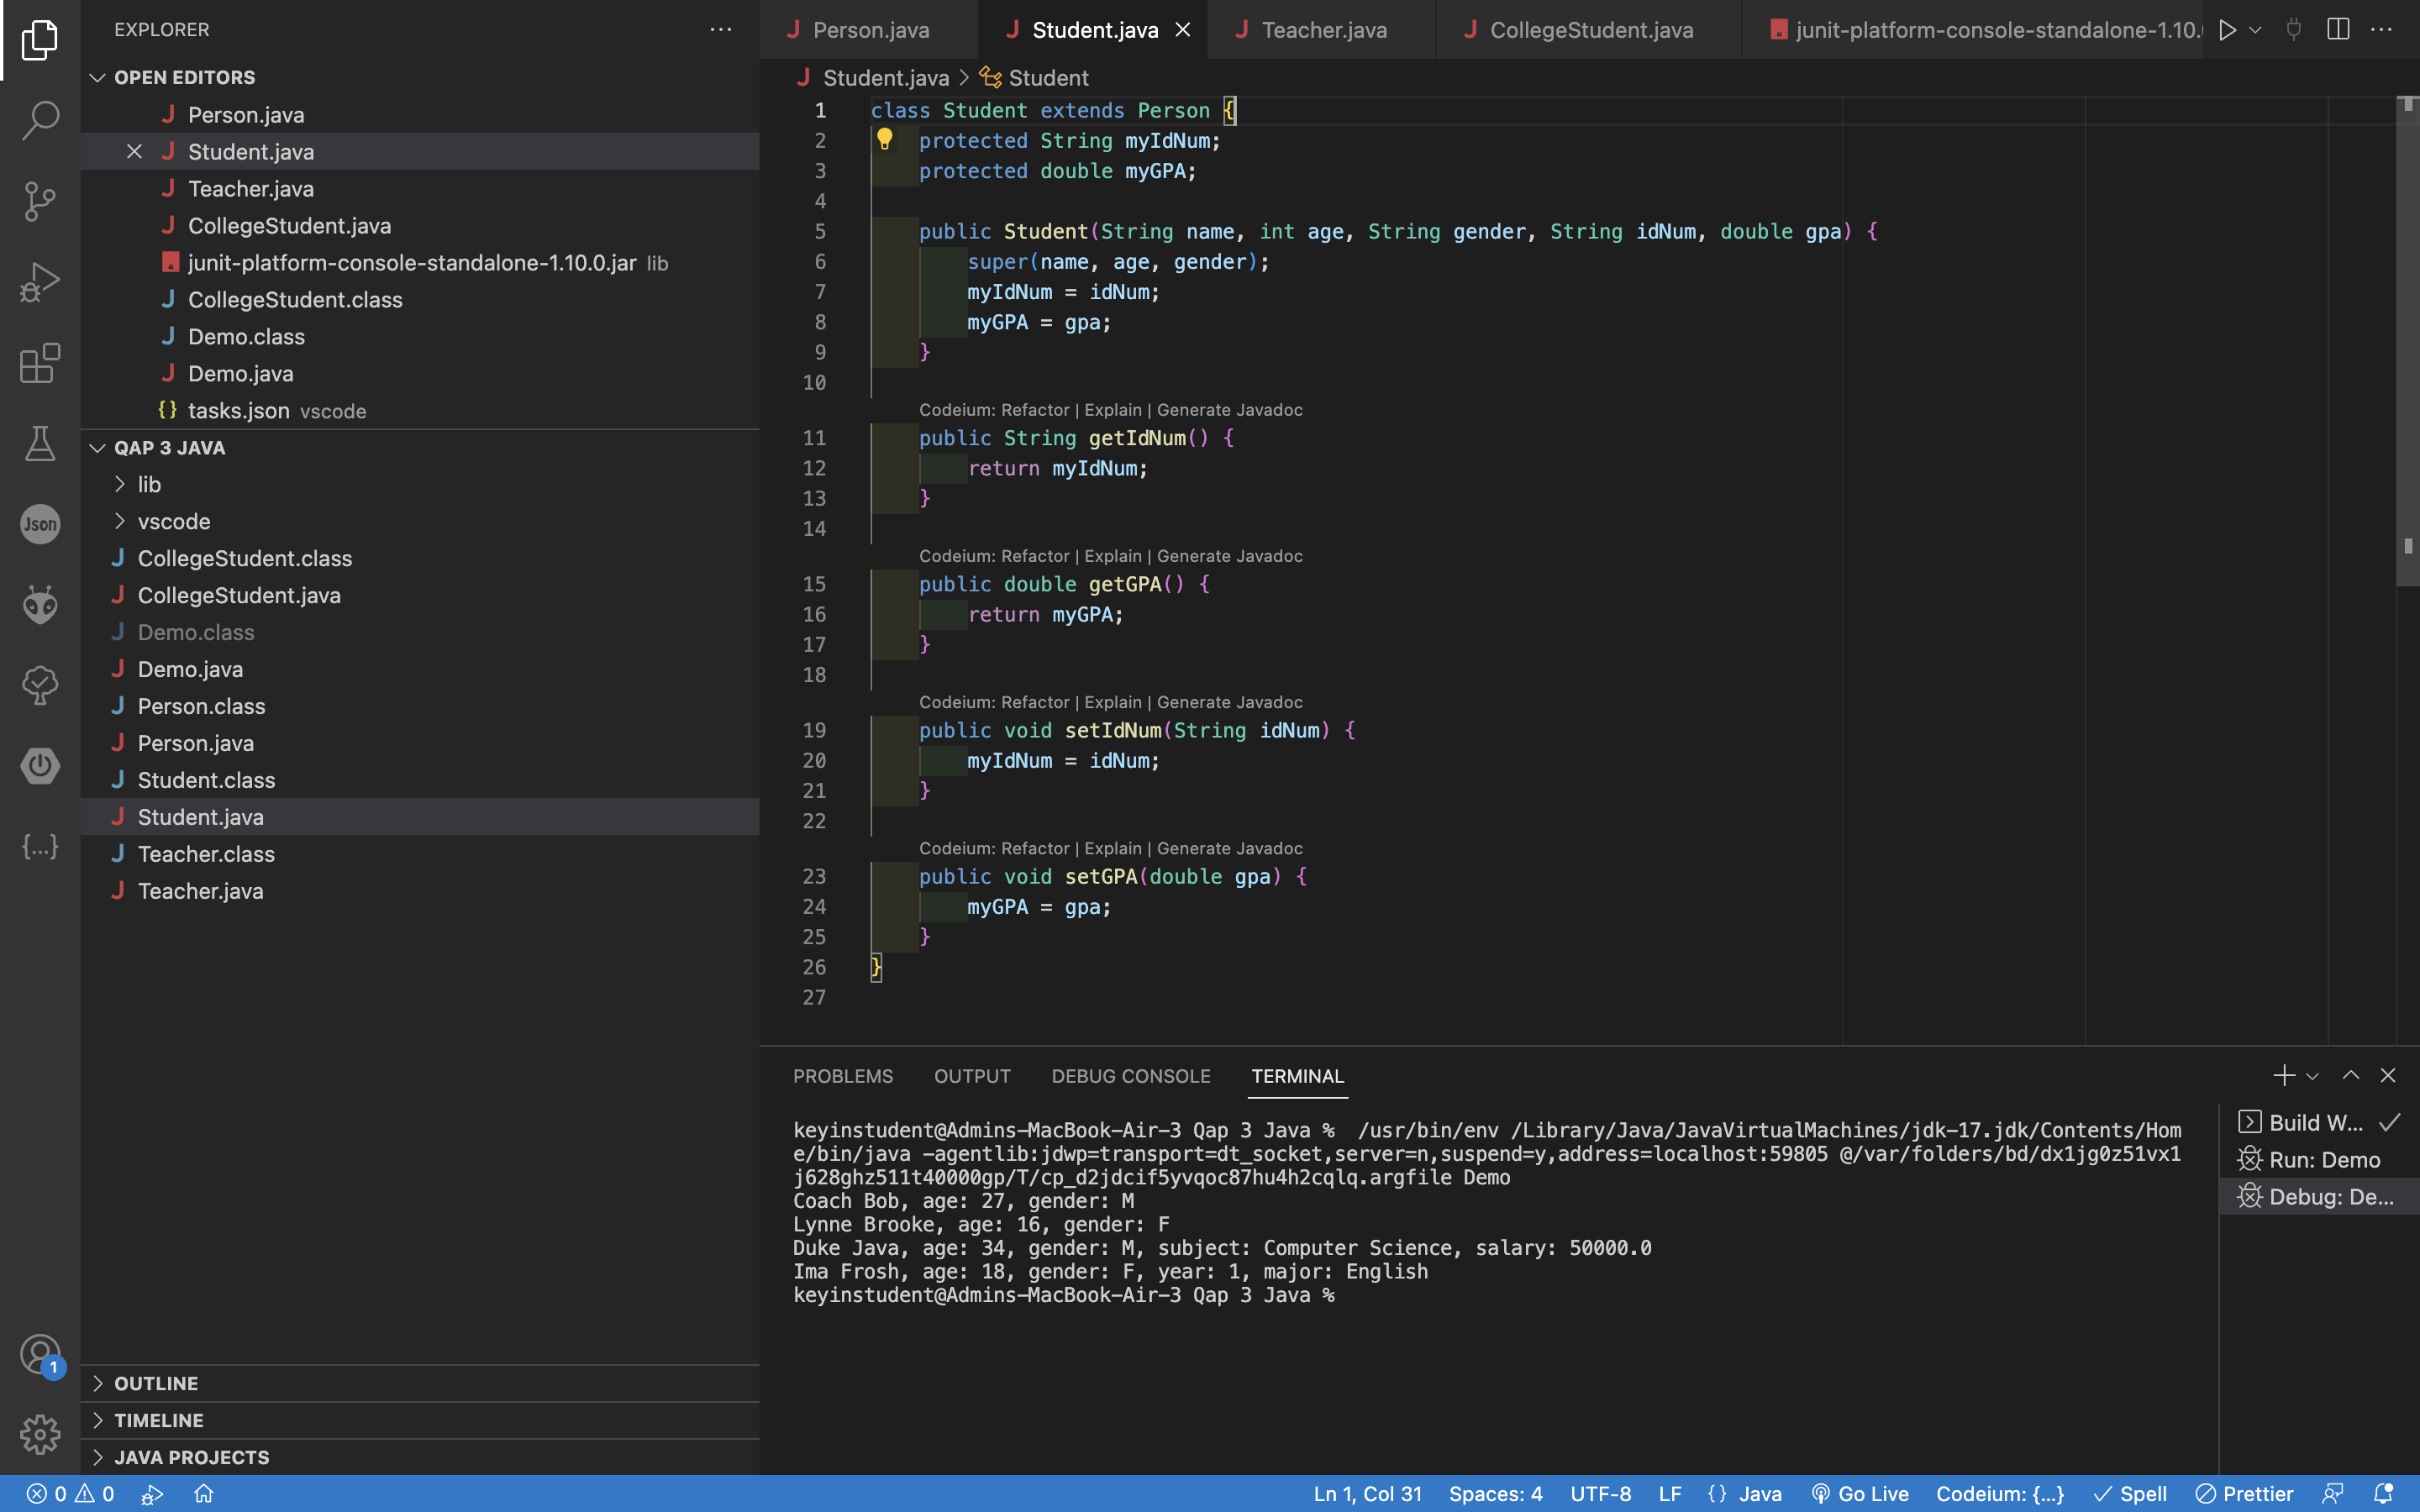 EXPLORER
OPEN EDITORS
Person.java
Student.java
Teacher.java
CollegeStudent.java
junit-platform-console-standalone-1.10.0.jar lib
CollegeStudent.class
Demo.class
Demo.java
{} tasks.json vscode
QAP 3 JAVA
lib
vscode
CollegeStudent.class
CollegeStudent.java
Demo.class
Demo.java
Person.class
Person.java
Student.class
Student.java
Teacher.class
Teacher.java
OUTLINE
TIMELINE
JAVA PROJECTS
Json
{...}
1
Person.java Student.java Teacher.java CollegeStudent.java junit-platform-console-standalone-1.10.
Student.java > Student
1 class Student extends Person {
2 protected String myIdNum;
3 protected double myGPA;
4
5 public Student(String name, int age, String gender, String idNum, double gpa) {
6 super(name, age, gender);
7 myIdNum = idNum;
8 myGPA = gpa;
9 }
10
Codeium: Refactor | Explain | Generate Javadoc
11 public String getIdNum() {
12 return myIdNum;
13 }
14
Codeium: Refactor | Explain | Generate Javadoc
15 public double getGPA() {
16 return myGPA;
17 }
18
Codeium: Refactor | Explain | Generate Javadoc
19 public void setIdNum(String idNum) {
20 myIdNum = idNum;
21 }
22
Codeium: Refactor | Explain | Generate Javadoc
23 public void setGPA(double gpa) {
24 myGPA = gpa;
25 }
26 }
27
PROBLEMS OUTPUT DEBUG CONSOLE TERMINAL
keyinstudent@Admins-MacBook-Air-3 Qap 3 Java % /usr/bin/env /Library/Java/JavaVirtualMachines/jdk-17.jdk/Contents/Hom
e/bin/java -agentlib:jdwp=transport=dt_socket,server=n,suspend=y,address=localhost:59805 @/var/folders/bd/dx1jg0z51vx1
j628ghz511t40000gp/T/cp_d2jdcif5yvqoc87hu4h2cqlq.argfile Demo
Coach Bob, age: 27, gender: M
Lynne Brooke, age: 16, gender: F
Duke Java, age: 34, gender: M, subject: Computer Science, salary: 50000.0
Ima Frosh, age: 18, gender: F, year: 1, major: English
keyinstudent@Admins-MacBook-Air-3 Qap 3 Java %
Build W...
Run: Demo
Debug: De...
0 0 Ln 1, Col 31 Spaces: 4 UTF-8 LF {} Java Go Live Codeium: {...} Spell Prettier